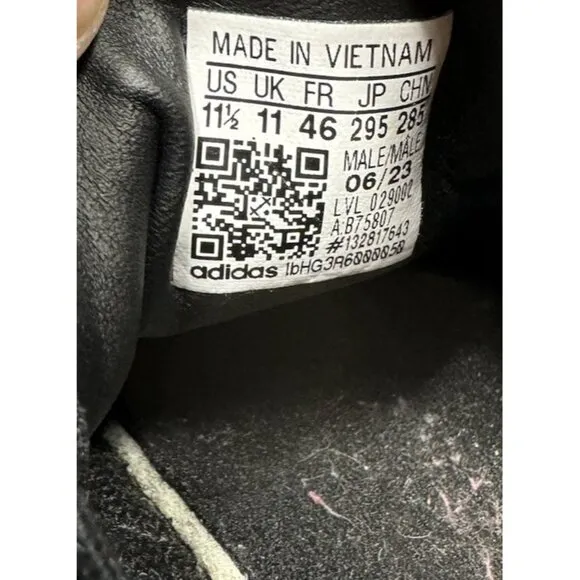 MADE IN VIETNAM
US UK FR JP CHN
11½ 11 46 295 285
MALE/MÂLE
06/23
LVL 029002
A:B75807
#132817643
adidas 1bHG3R6000050